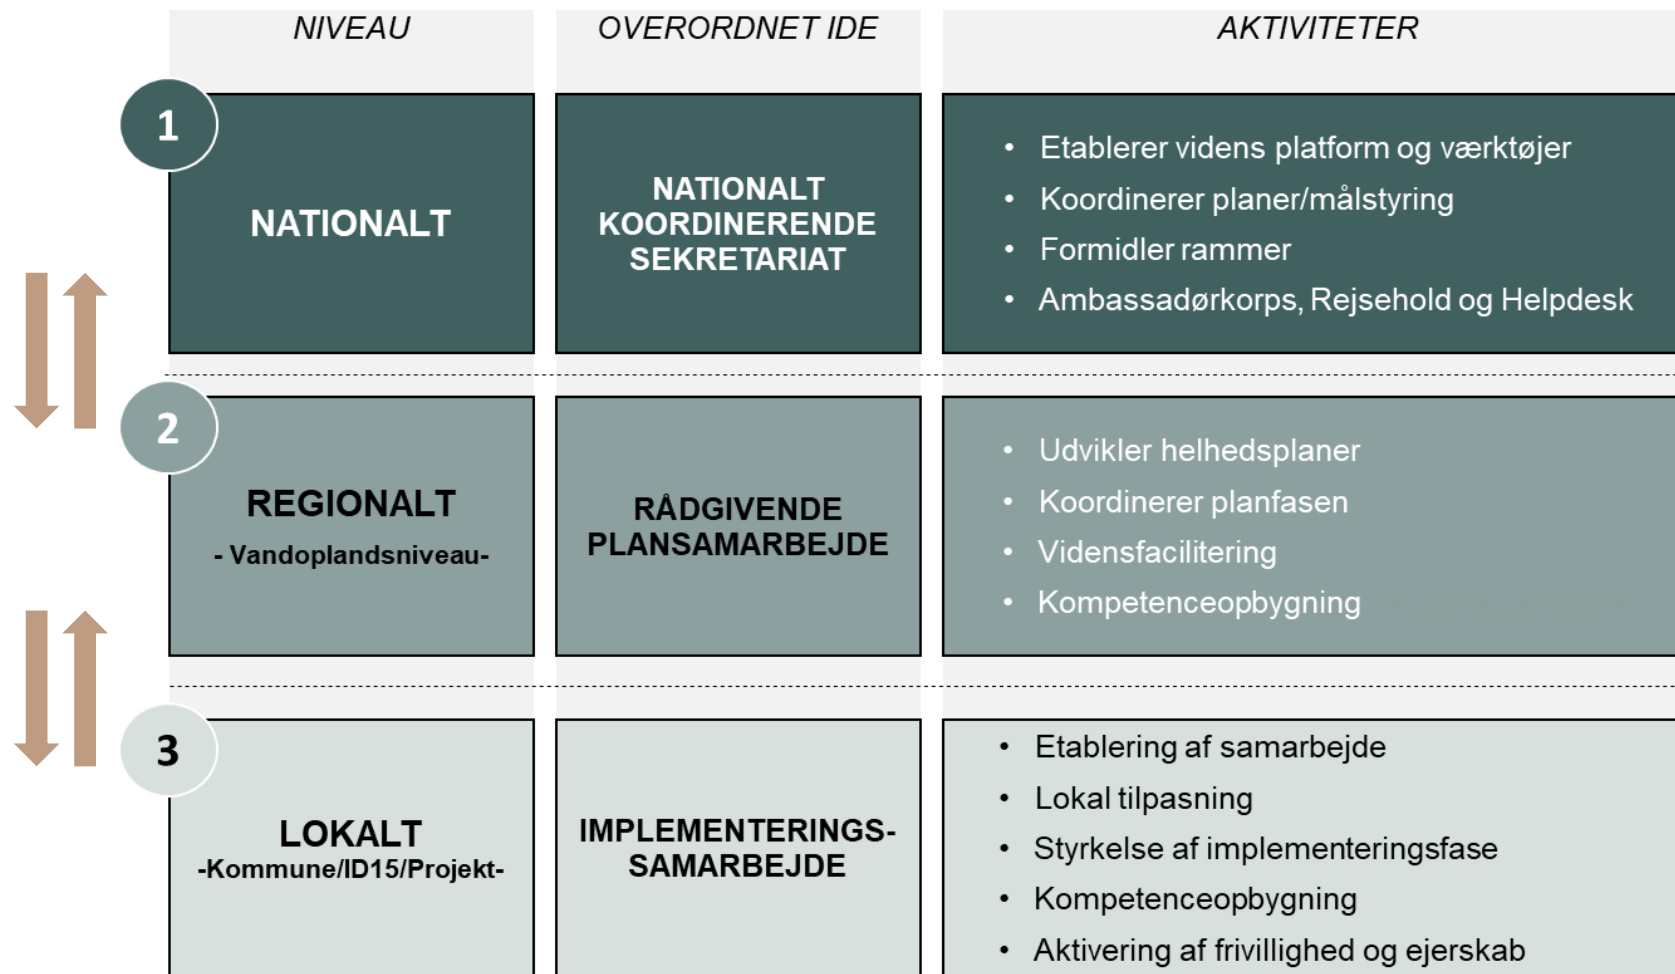 NIVEAU
OVERORDNET IDE
AKTIVITETER
1
NATIONALT
NATIONALT
KOORDINERENDE
SEKRETARIAT
• Etablerer videns platform og værktøjer
• Koordinerer planer/målstyring
• Formidler rammer
• Ambassadørkorps, Rejsehold og Helpdesk
2
REGIONALT
- Vandoplandsniveau-
RÅDGIVENDE
PLANSAMARBEJDE
• Udvikler helhedsplaner
• Koordinerer planfasen
• Vidensfacilitering
• Kompetenceopbygning
3
LOKALT
-Kommune/ID15/Projekt-
IMPLEMENTERINGS-
SAMARBEJDE
• Etablering af samarbejde
• Lokal tilpasning
• Styrkelse af implementeringsfase
• Kompetenceopbygning
• Aktivering af frivillighed og ejerskab